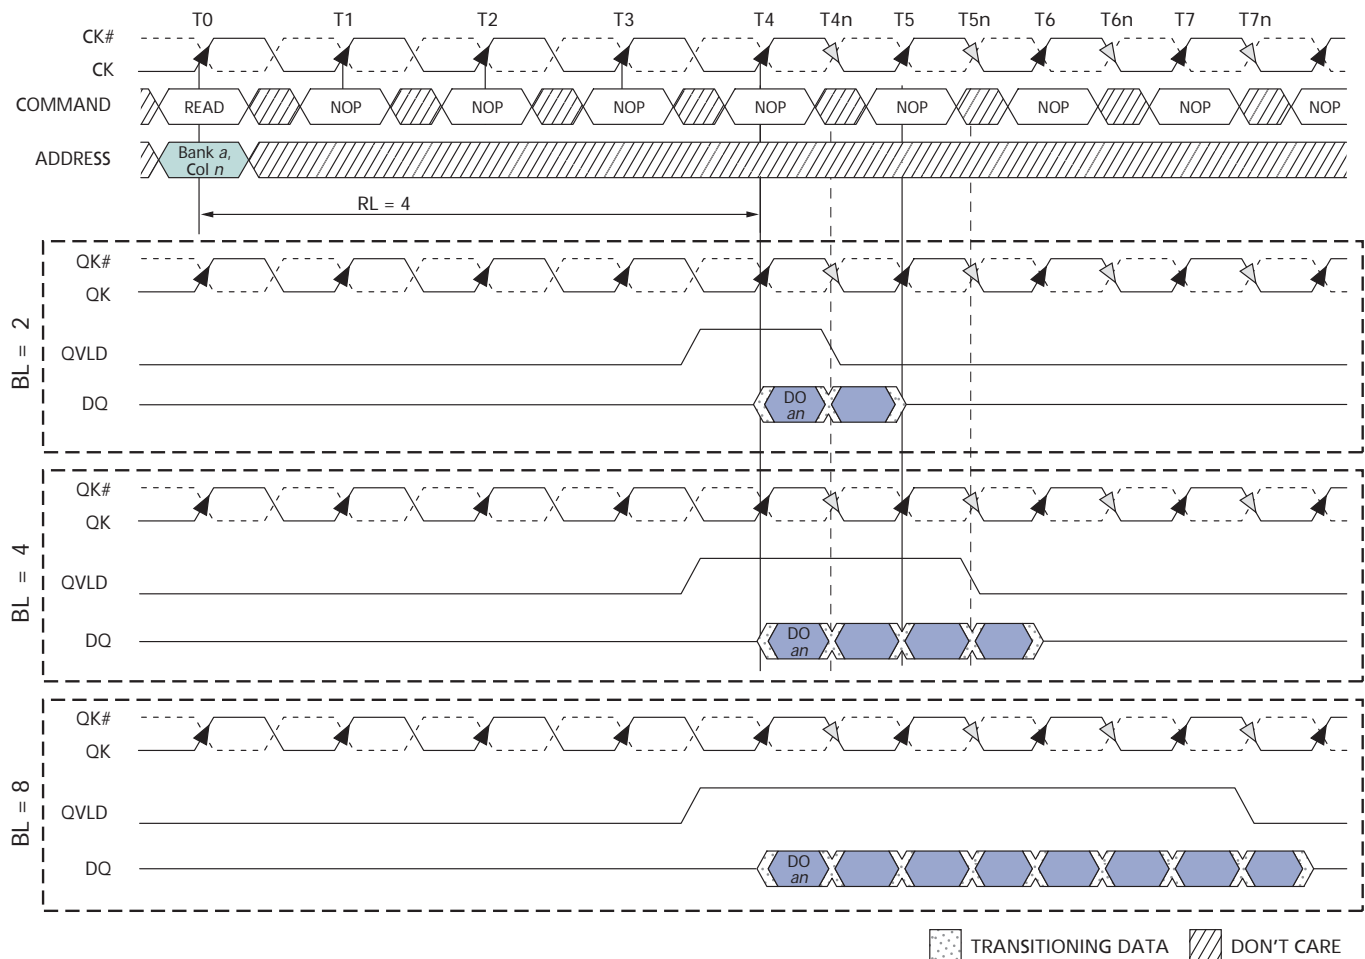 T0 T1 T2 T3 T4 T4n T5 T5n T6 T6n T7 T7n
CK#
CK
COMMAND READ NOP NOP NOP NOP NOP NOP NOP NOP
ADDRESS Bank a,
Col n
RL = 4
BL = 2
QK#
QK
QVLD
DQ DO
an
BL = 4
QK#
QK
QVLD
DQ DO
an
BL = 8
QK#
QK
QVLD
DQ DO
an
TRANSITIONING DATA DON'T CARE